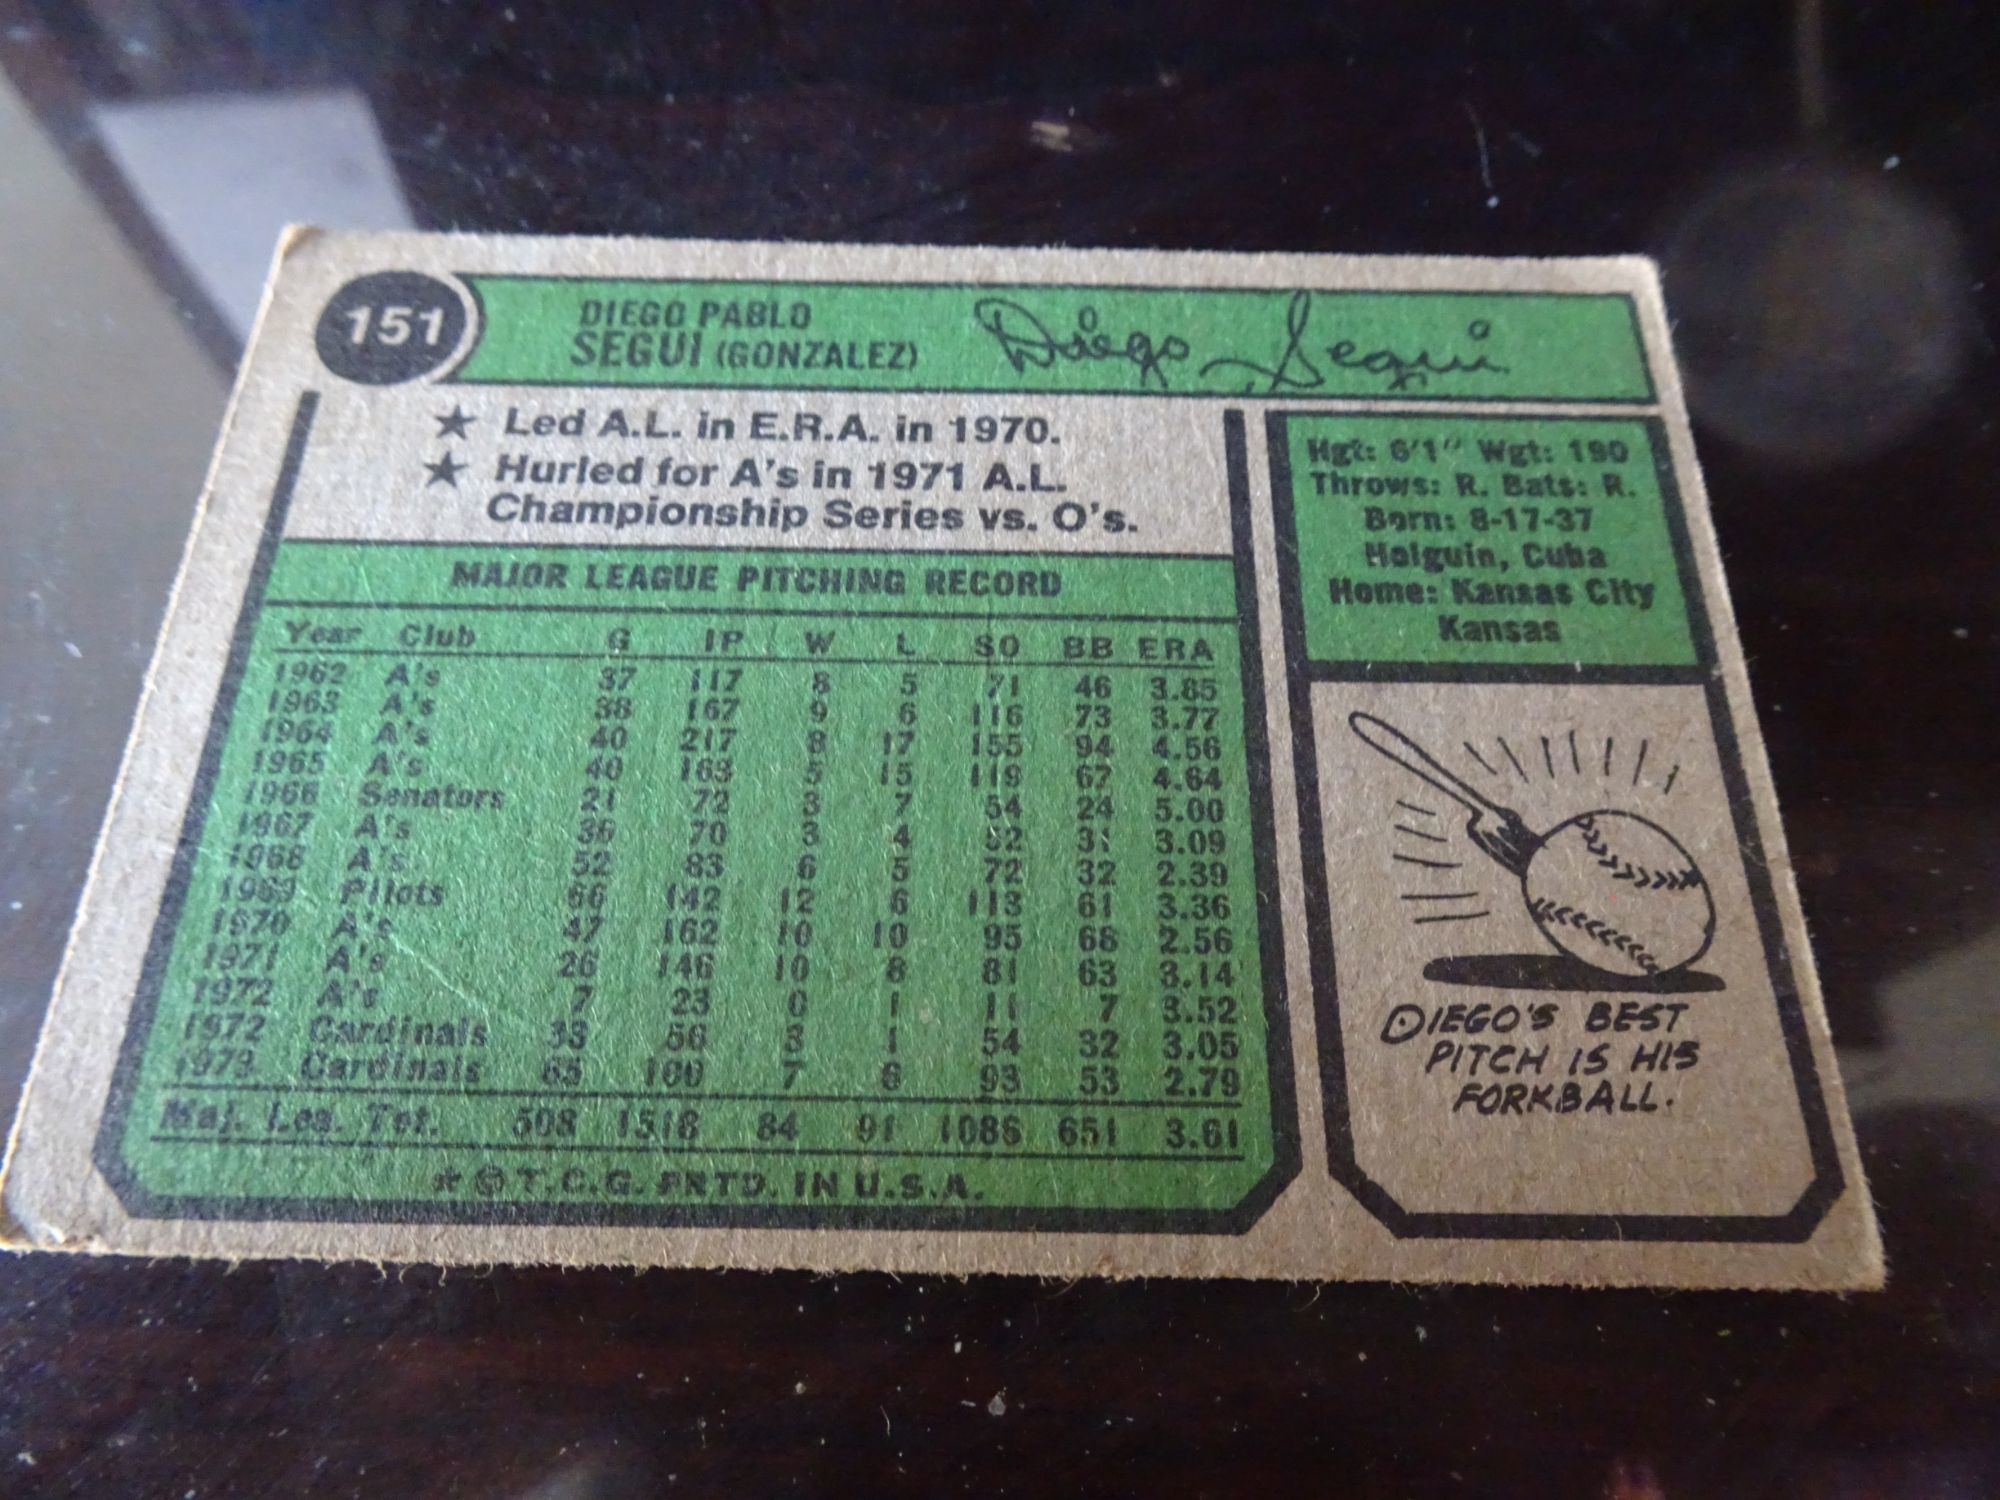 151
DIEGO PABLO
SEGUI (GONZALEZ)
Diego Segui
★ Led A.L. in E.R.A. in 1970.
★ Hurled for A's in 1971 A.L.
Championship Series vs. O's.
MAJOR LEAGUE PITCHING RECORD
Year Club G IP W L SO BB ERA
1962 A's 37 117 8 5 71 46 3.85
1963 A's 38 167 9 6 116 73 3.77
1964 A's 40 217 8 17 155 94 4.56
1965 A's 40 163 5 15 119 67 4.64
1966 Senators 21 72 3 7 54 24 5.00
1967 A's 36 70 3 4 52 31 3.09
1968 A's 52 83 6 5 72 32 2.39
1969 Pilots 66 142 12 6 113 61 3.36
1970 A's 47 162 10 10 95 68 2.56
1971 A's 26 146 10 8 81 63 3.14
1972 A's 7 23 0 1 11 7 3.52
1972 Cardinals 33 56 3 1 54 32 3.05
1973 Cardinals 65 100 7 6 93 53 2.79
Maj. Lea. Tot. 508 1518 84 91 1086 651 3.61
★ © T.C.G. PRTD. IN U.S.A.
Hgt: 6'1" Wgt: 190
Throws: R. Bats: R.
Born: 8-17-37
Holguin, Cuba
Home: Kansas City
Kansas
DIEGO'S BEST
PITCH IS HIS
FORKBALL.